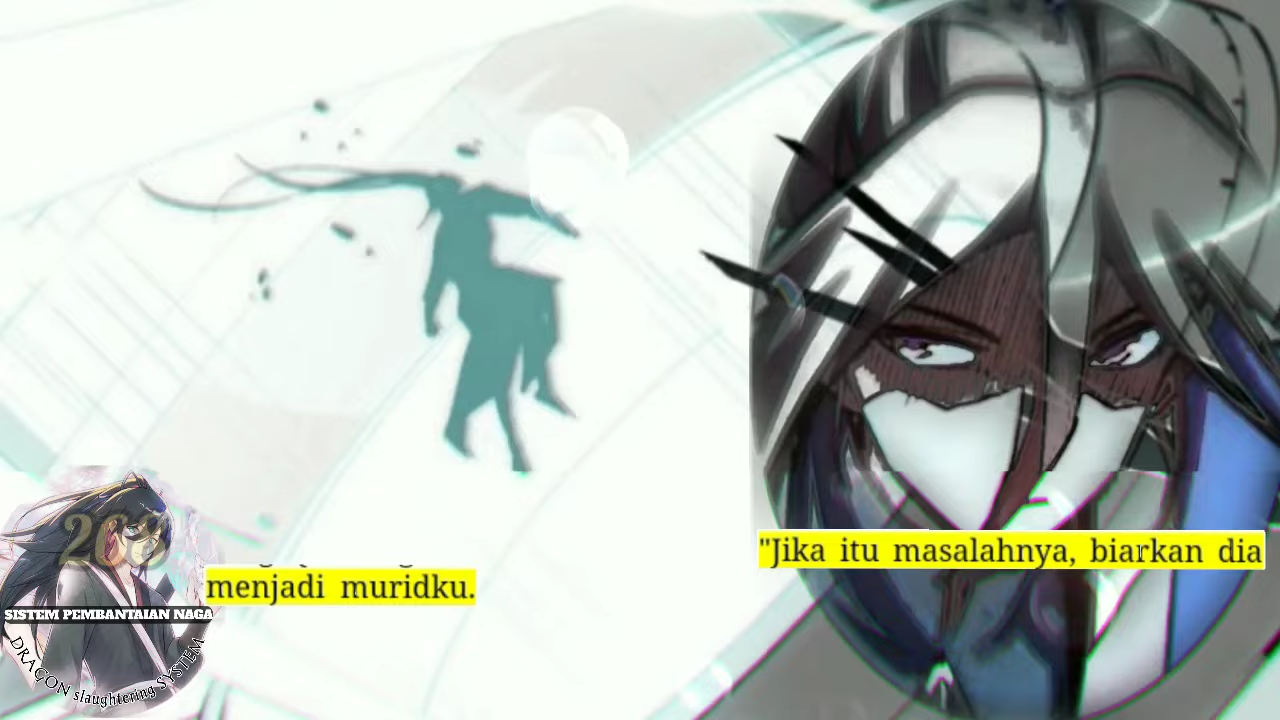 "Jika itu masalahnya, biarkan dia
menjadi muridku.
SISTEM PEMBANTAIAN NAGA
DRAGON slaughtering SYSTEM